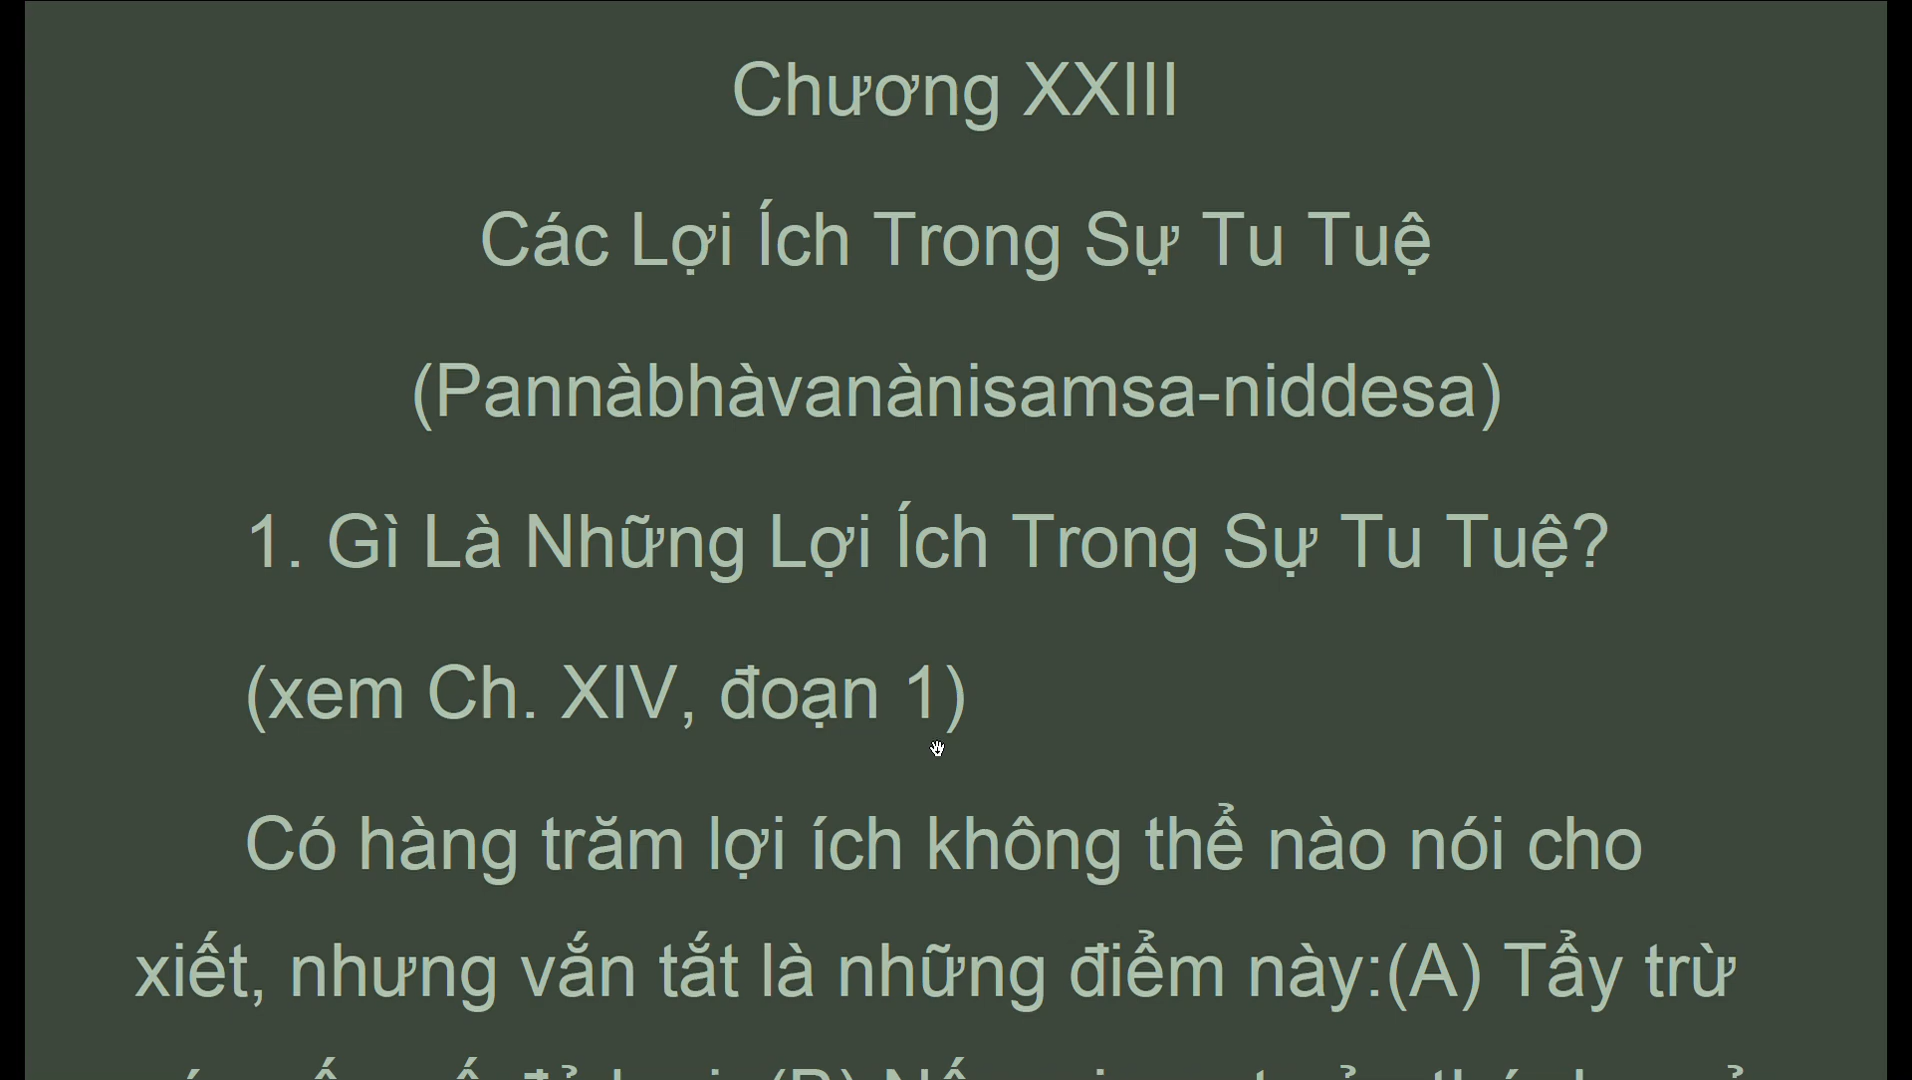 Chương XXIII
Các Lợi Ích Trong Sự Tu Tuệ
(Pannàbhàvanànisamsa-niddesa)
1. Gì Là Những Lợi Ích Trong Sự Tu Tuệ?
(xem Ch. XIV, đoạn 1)
Có hàng trăm lợi ích không thể nào nói cho
xiết, nhưng vắn tắt là những điểm này:(A) Tẩy trừ